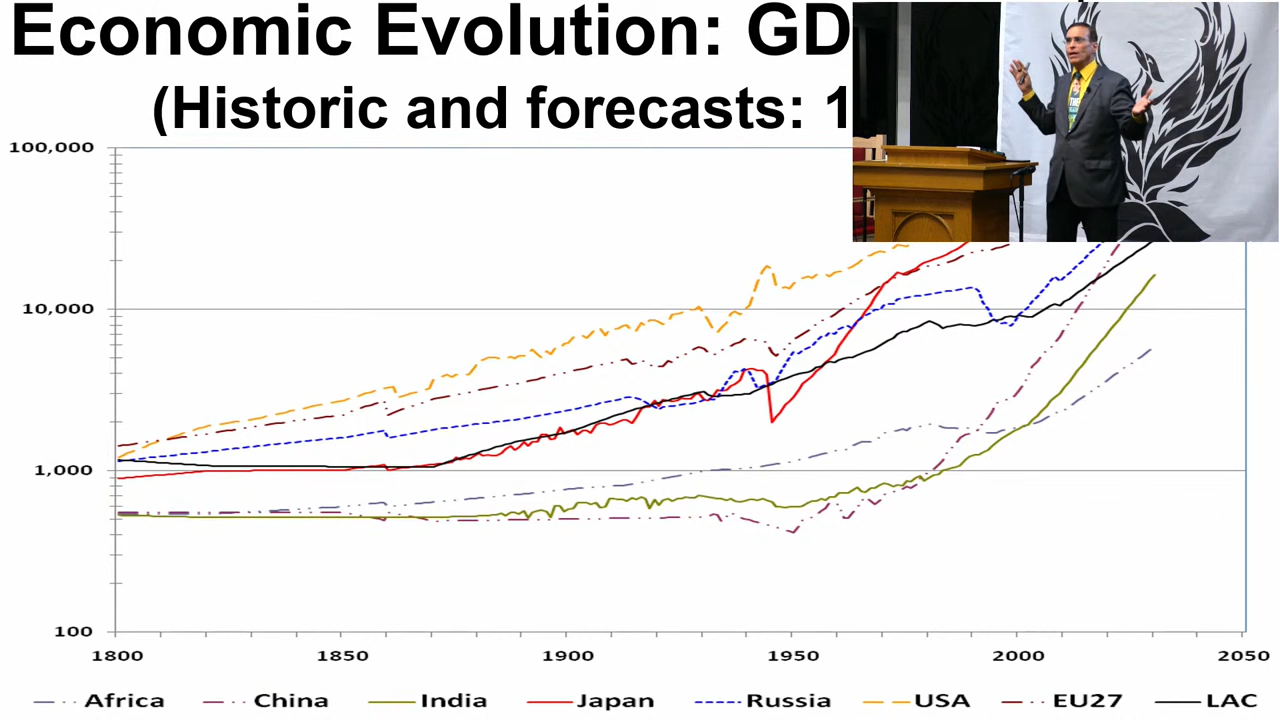 Economic Evolution: GD
(Historic and forecasts: 1
100,000
10,000
1,000
100
1800 1850 1900 1950 2000 2050
Africa China India Japan Russia USA EU27 LAC
THE